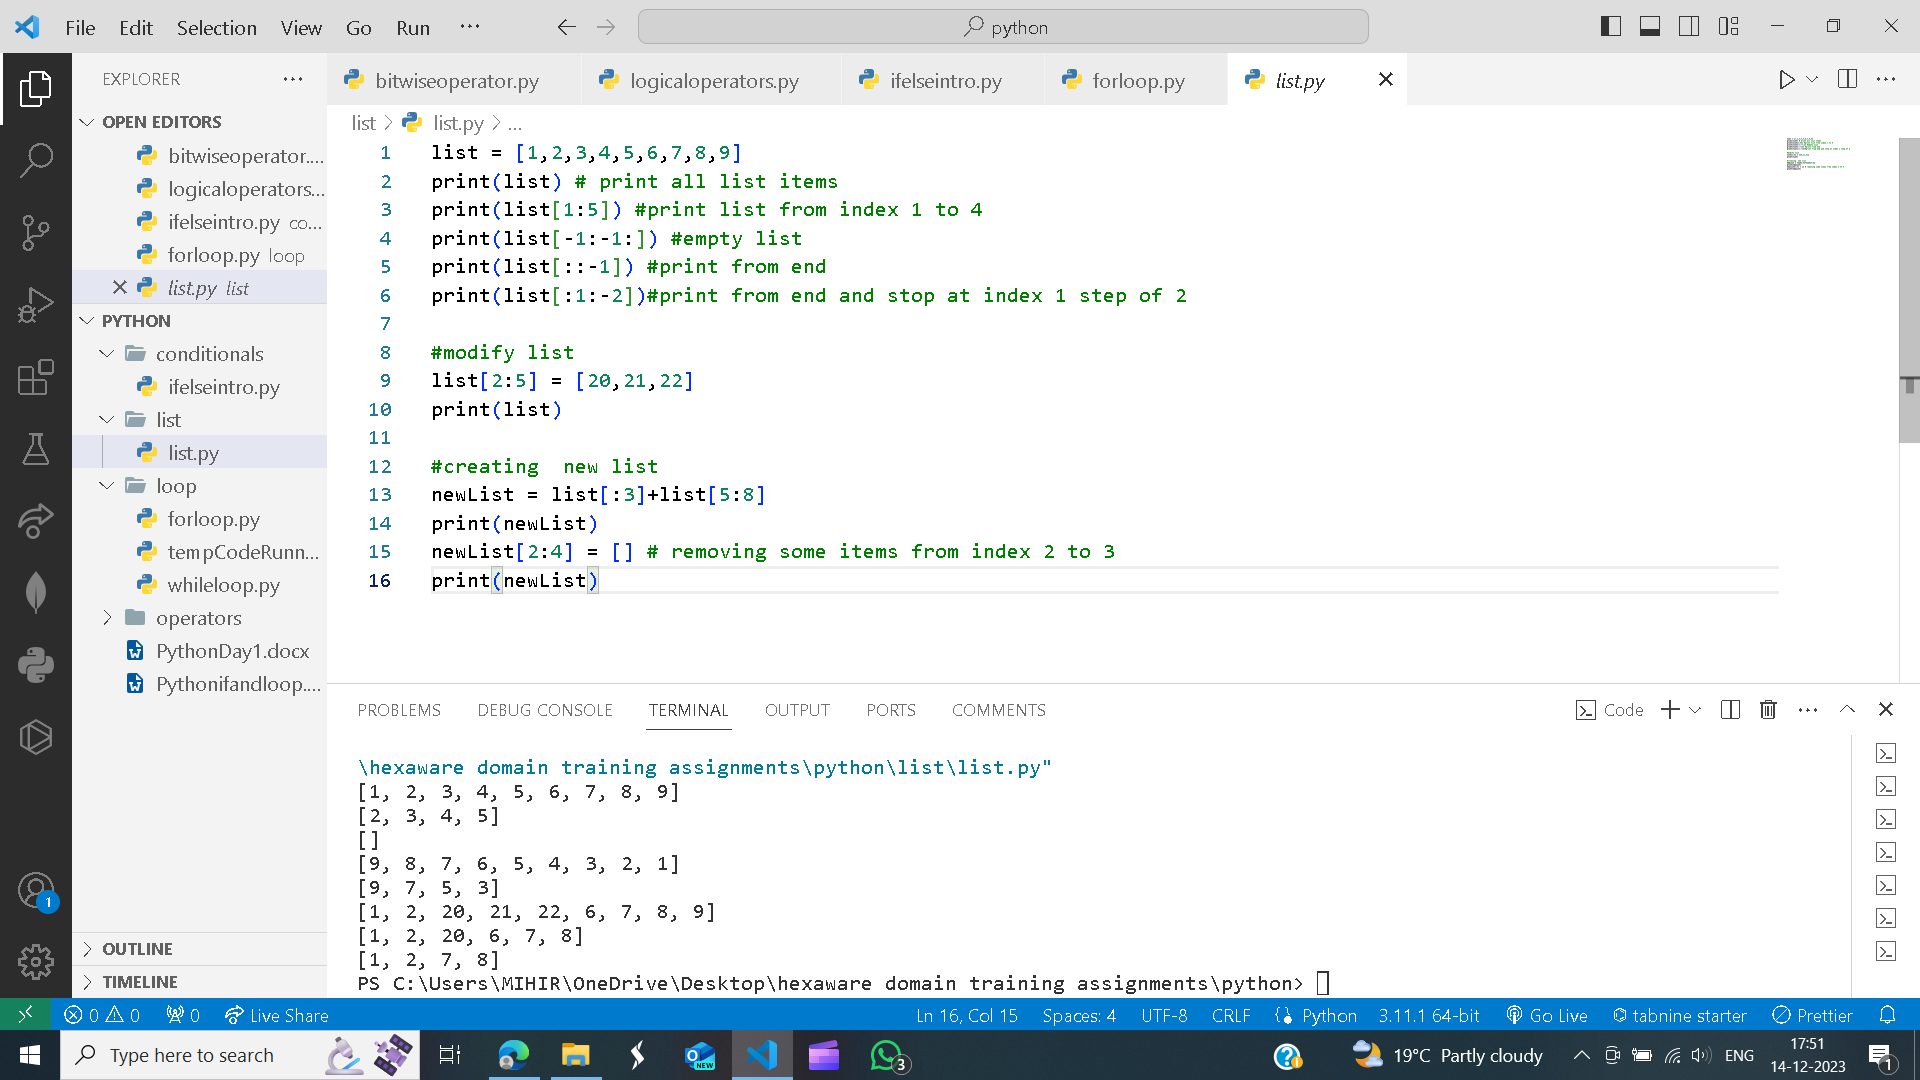 File Edit Selection View Go Run ···
python
EXPLORER
bitwiseoperator.py
logicaloperators.py
ifelseintro.py
forloop.py
list.py
OPEN EDITORS
bitwiseoperator....
logicaloperators...
ifelseintro.py co...
forloop.py loop
list.py list
PYTHON
conditionals
ifelseintro.py
list
list.py
loop
forloop.py
tempCodeRunn...
whileloop.py
operators
PythonDay1.docx
Pythonifandloop....
OUTLINE
TIMELINE
list > list.py > ...
1 list = [1,2,3,4,5,6,7,8,9]
2 print(list) # print all list items
3 print(list[1:5]) #print list from index 1 to 4
4 print(list[-1:-1:]) #empty list
5 print(list[::-1]) #print from end
6 print(list[:1:-2])#print from end and stop at index 1 step of 2
7
8 #modify list
9 list[2:5] = [20,21,22]
10 print(list)
11
12 #creating  new list
13 newList = list[:3]+list[5:8]
14 print(newList)
15 newList[2:4] = [] # removing some items from index 2 to 3
16 print(newList)
PROBLEMS DEBUG CONSOLE TERMINAL OUTPUT PORTS COMMENTS
Code
\hexaware domain training assignments\python\list\list.py"
[1, 2, 3, 4, 5, 6, 7, 8, 9]
[2, 3, 4, 5]
[]
[9, 8, 7, 6, 5, 4, 3, 2, 1]
[9, 7, 5, 3]
[1, 2, 20, 21, 22, 6, 7, 8, 9]
[1, 2, 20, 6, 7, 8]
[1, 2, 7, 8]
PS C:\Users\MIHIR\OneDrive\Desktop\hexaware domain training assignments\python>
1
0 0 0 Live Share Ln 16, Col 15 Spaces: 4 UTF-8 CRLF Python 3.11.1 64-bit Go Live tabnine starter Prettier
Type here to search
NEW
3
19°C Partly cloudy
ENG
17:51
14-12-2023
1